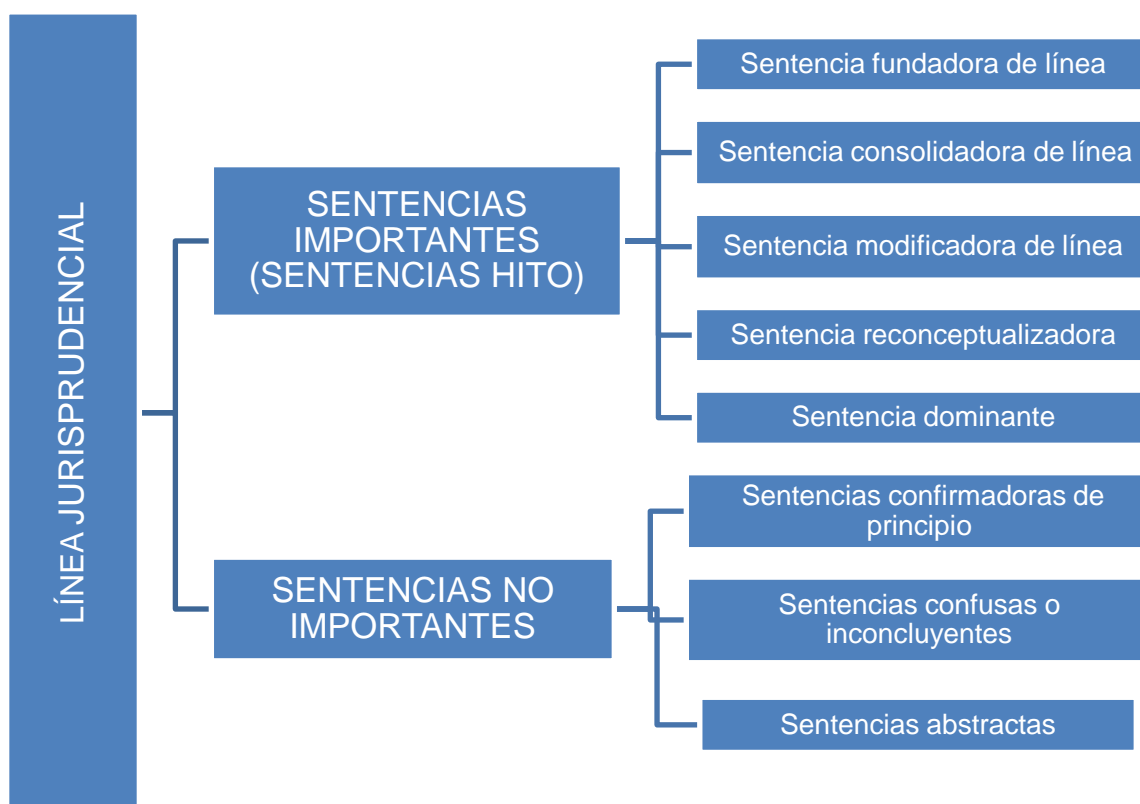 LÍNEA JURISPRUDENCIAL
SENTENCIAS
IMPORTANTES
(SENTENCIAS HITO)
Sentencia fundadora de línea
Sentencia consolidadora de línea
Sentencia modificadora de línea
Sentencia reconceptualizadora
Sentencia dominante
SENTENCIAS NO
IMPORTANTES
Sentencias confirmadoras de
principio
Sentencias confusas o
inconcluyentes
Sentencias abstractas